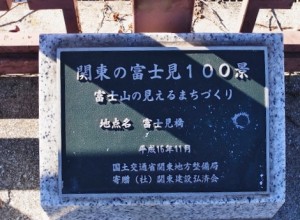 関東の富士見100景
富士山の見えるまちづくり
地点名 富士見橋
平成16年11月
国土交通省関東地方整備局
寄贈(社)関東建設弘済会